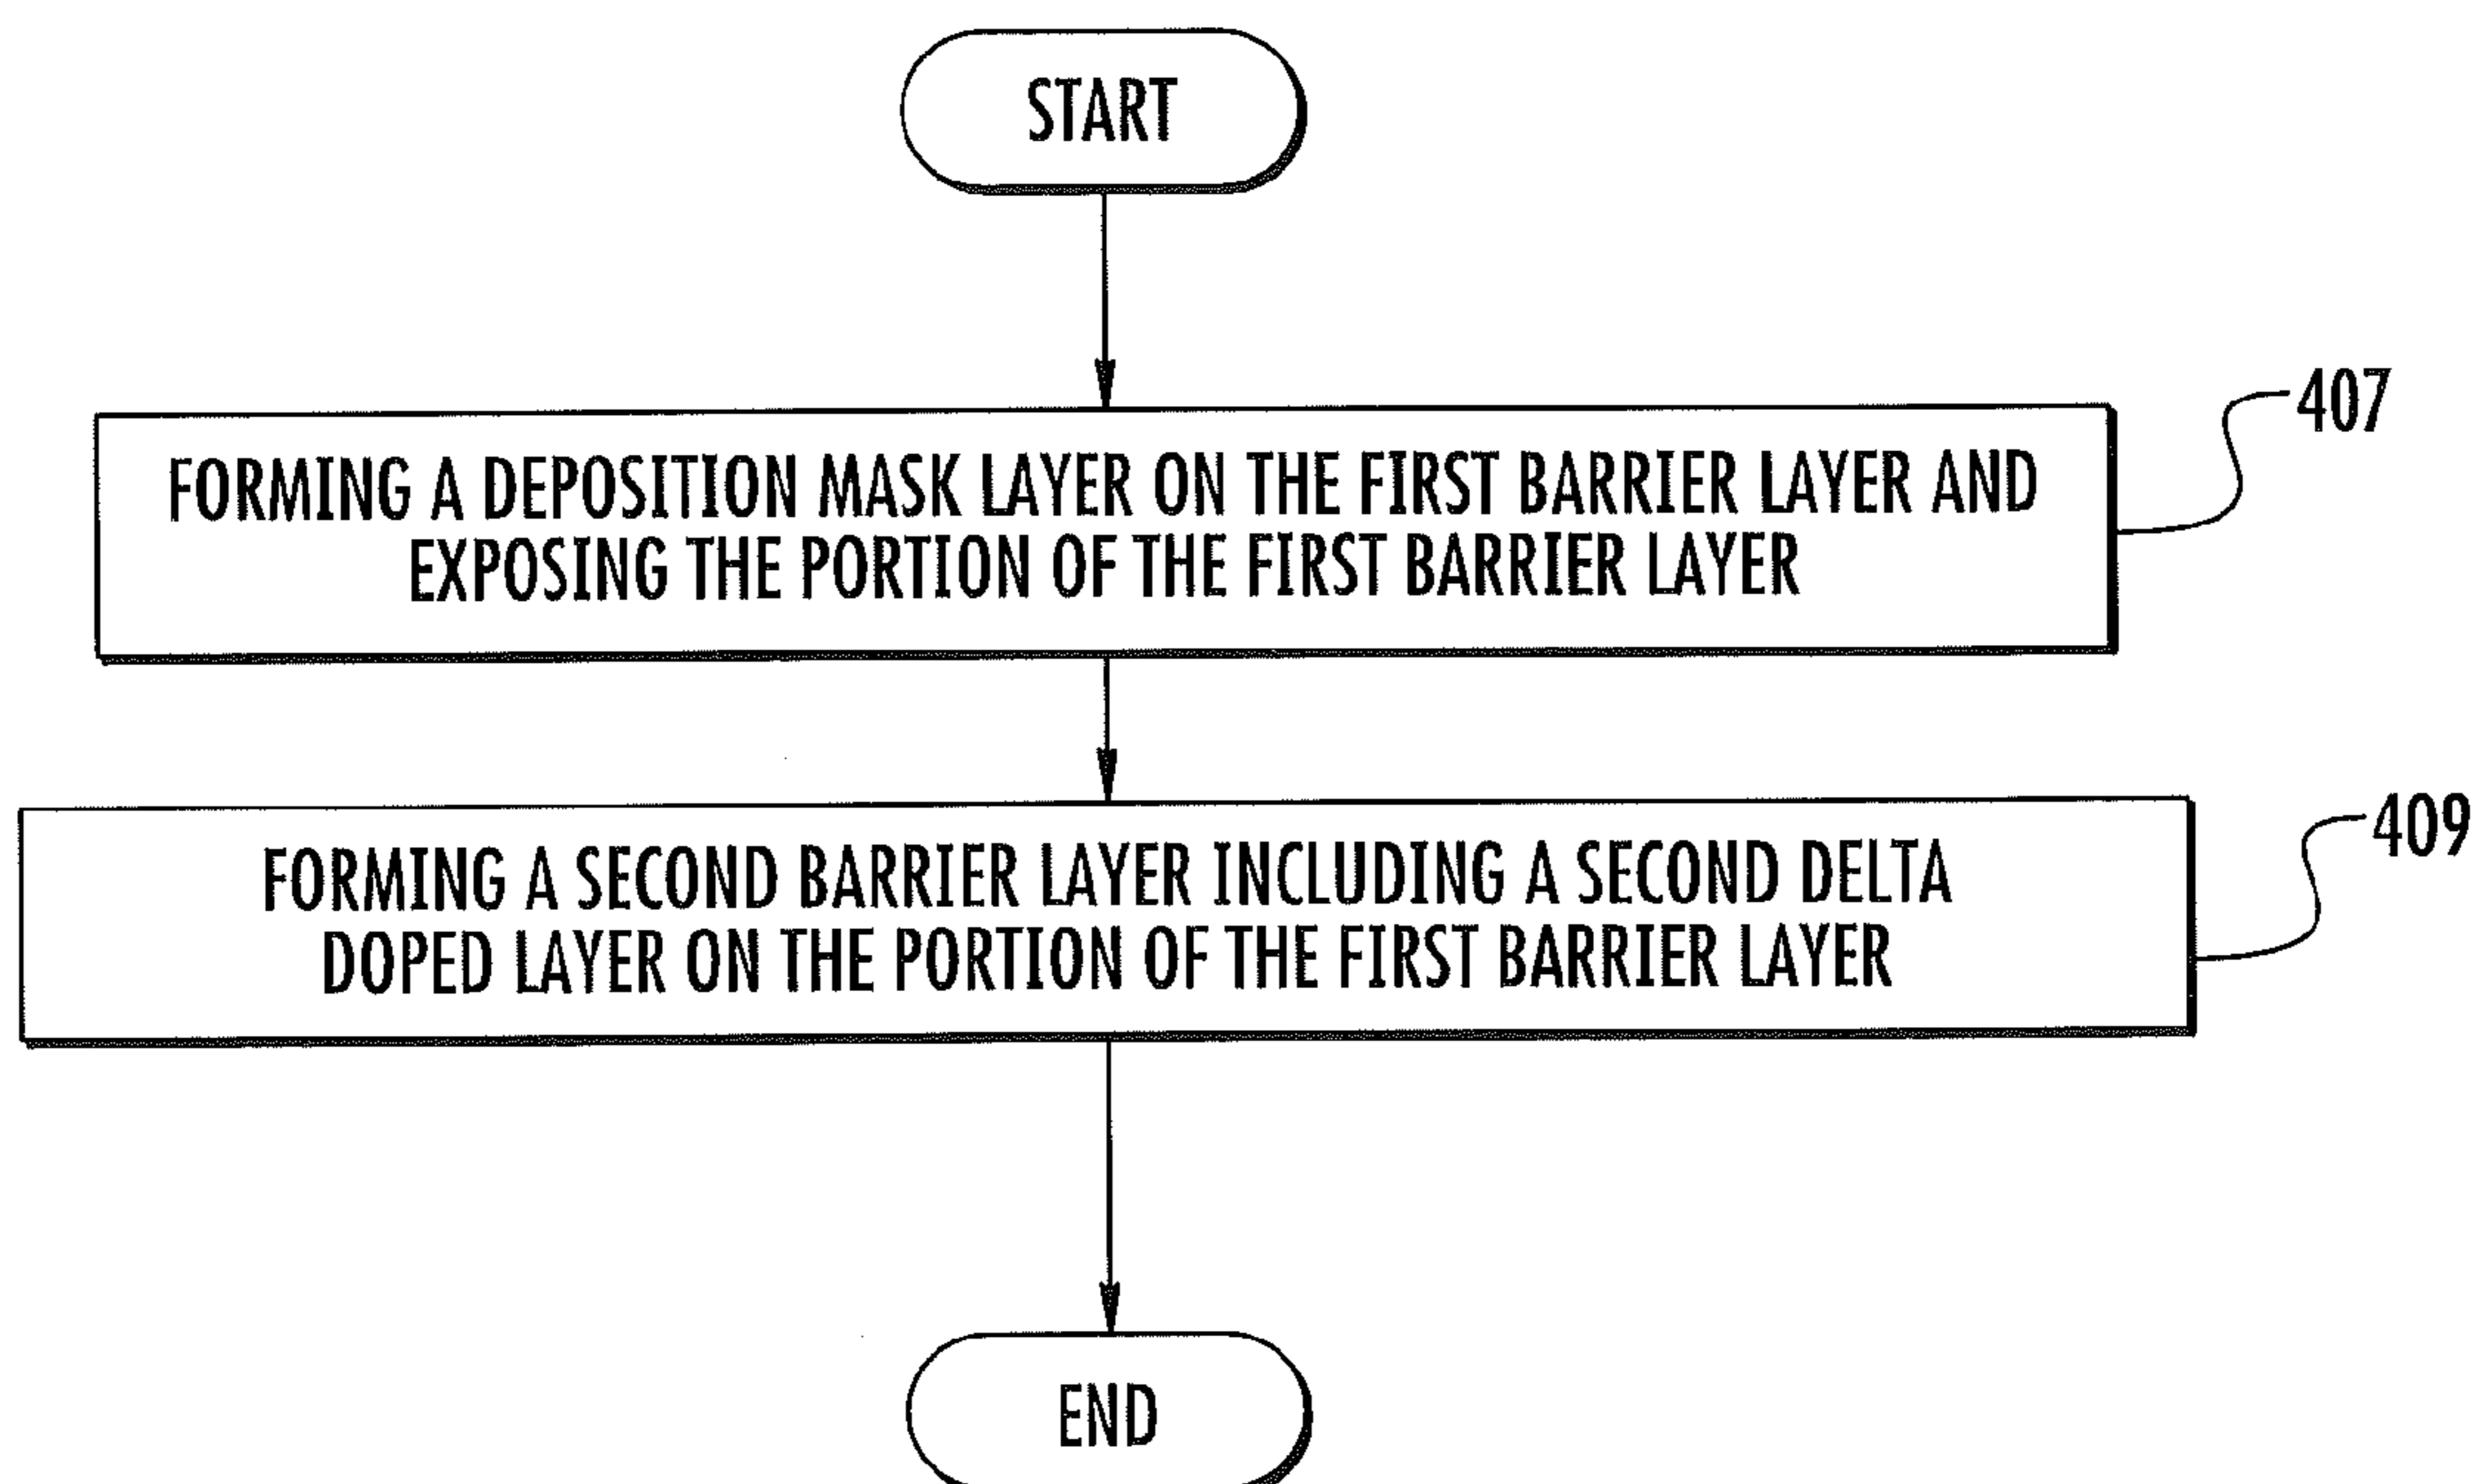 START
407
FORMING A DEPOSITION MASK LAYER ON THE FIRST BARRIER LAYER AND
EXPOSING THE PORTION OF THE FIRST BARRIER LAYER
409
FORMING A SECOND BARRIER LAYER INCLUDING A SECOND DELTA
DOPED LAYER ON THE PORTION OF THE FIRST BARRIER LAYER
END